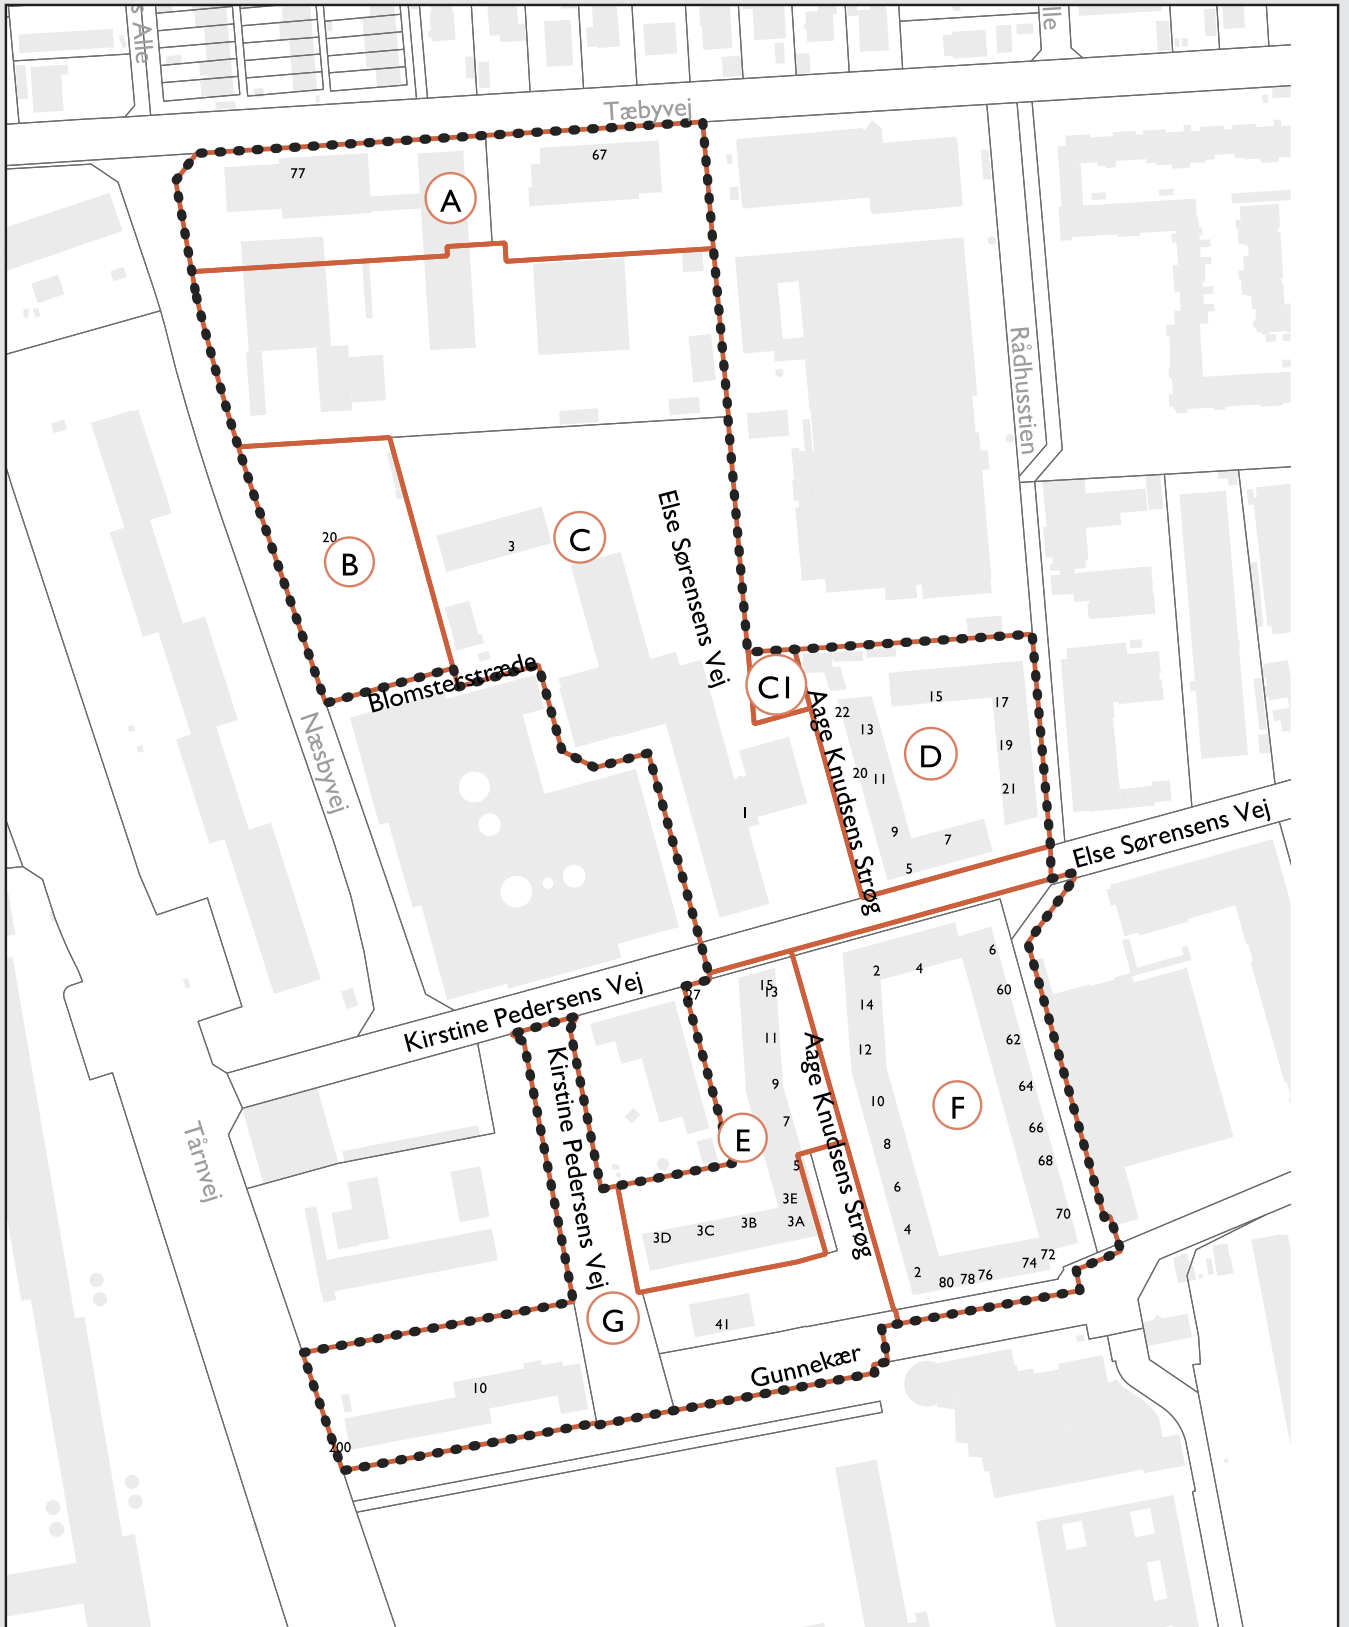 s Alle
lle
Tæbyvej
67
77
A
Rådhusstien
Else Sørensens Vej
20
B
3
C
Blomsterstræde
C1
Aage Knudsens Strøg
15
17
22
13
D
19
20
11
21
9
7
5
1
Næsbyvej
Else Sørensens Vej
Kirstine Pedersens Vej
27
15
13
11
9
7
E
5
3E
3A
3B
3C
3D
Kirstine Pedersens Vej
Aage Knudsens Strøg
2
4
6
14
60
12
62
10
F
64
8
66
68
6
4
70
2
80
78
76
74
72
Tårnvej
G
41
Gunnekær
10
200